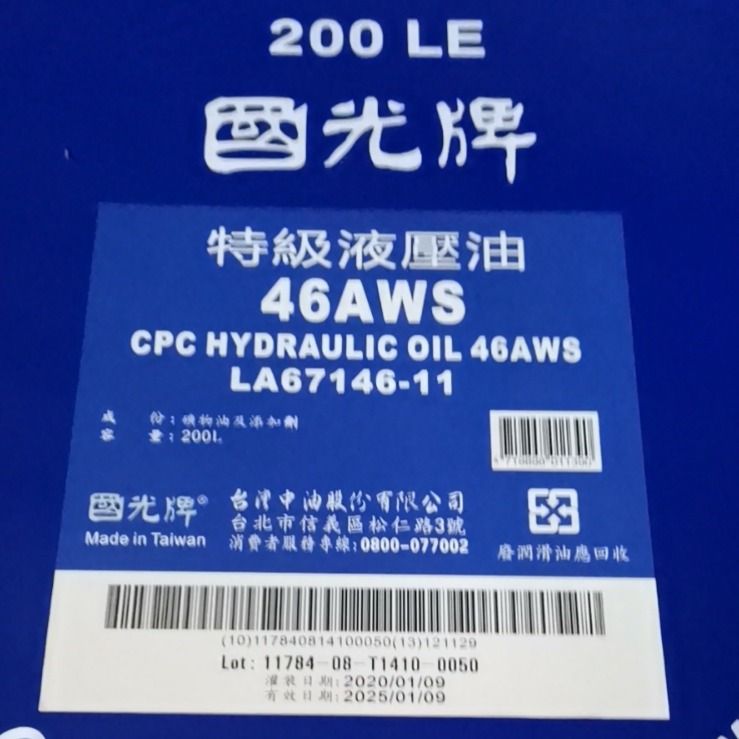 200 LE
國光牌
特級液壓油
46AWS
CPC HYDRAULIC OIL 46AWS
LA67146-11
成 份：礦物油及添加劑
容 量：200L
國光牌®
Made in Taiwan
台灣中油股份有限公司
台北市信義區松仁路3號
消費者服務專線:0800-077002
廢潤滑油應回收
(10)117840814100050(13)121129
Lot: 11784-08-T1410-0050
灌裝日期:2020/01/09
有效日期:2025/01/09